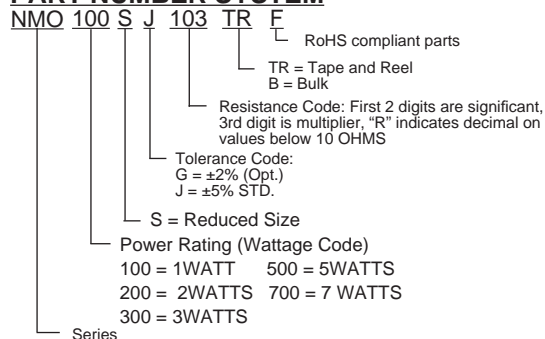 PART NUMBER SYSTEM
NMO 100 S J 103 TR F
RoHS compliant parts
TR = Tape and Reel
B = Bulk
Resistance Code: First 2 digits are significant,
3rd digit is multiplier, “R” indicates decimal on
values below 10 OHMS
Tolerance Code:
G = ±2% (Opt.)
J = ±5% STD.
S = Reduced Size
Power Rating (Wattage Code)
100 = 1WATT 500 = 5WATTS
200 = 2WATTS 700 = 7 WATTS
300 = 3WATTS
Series